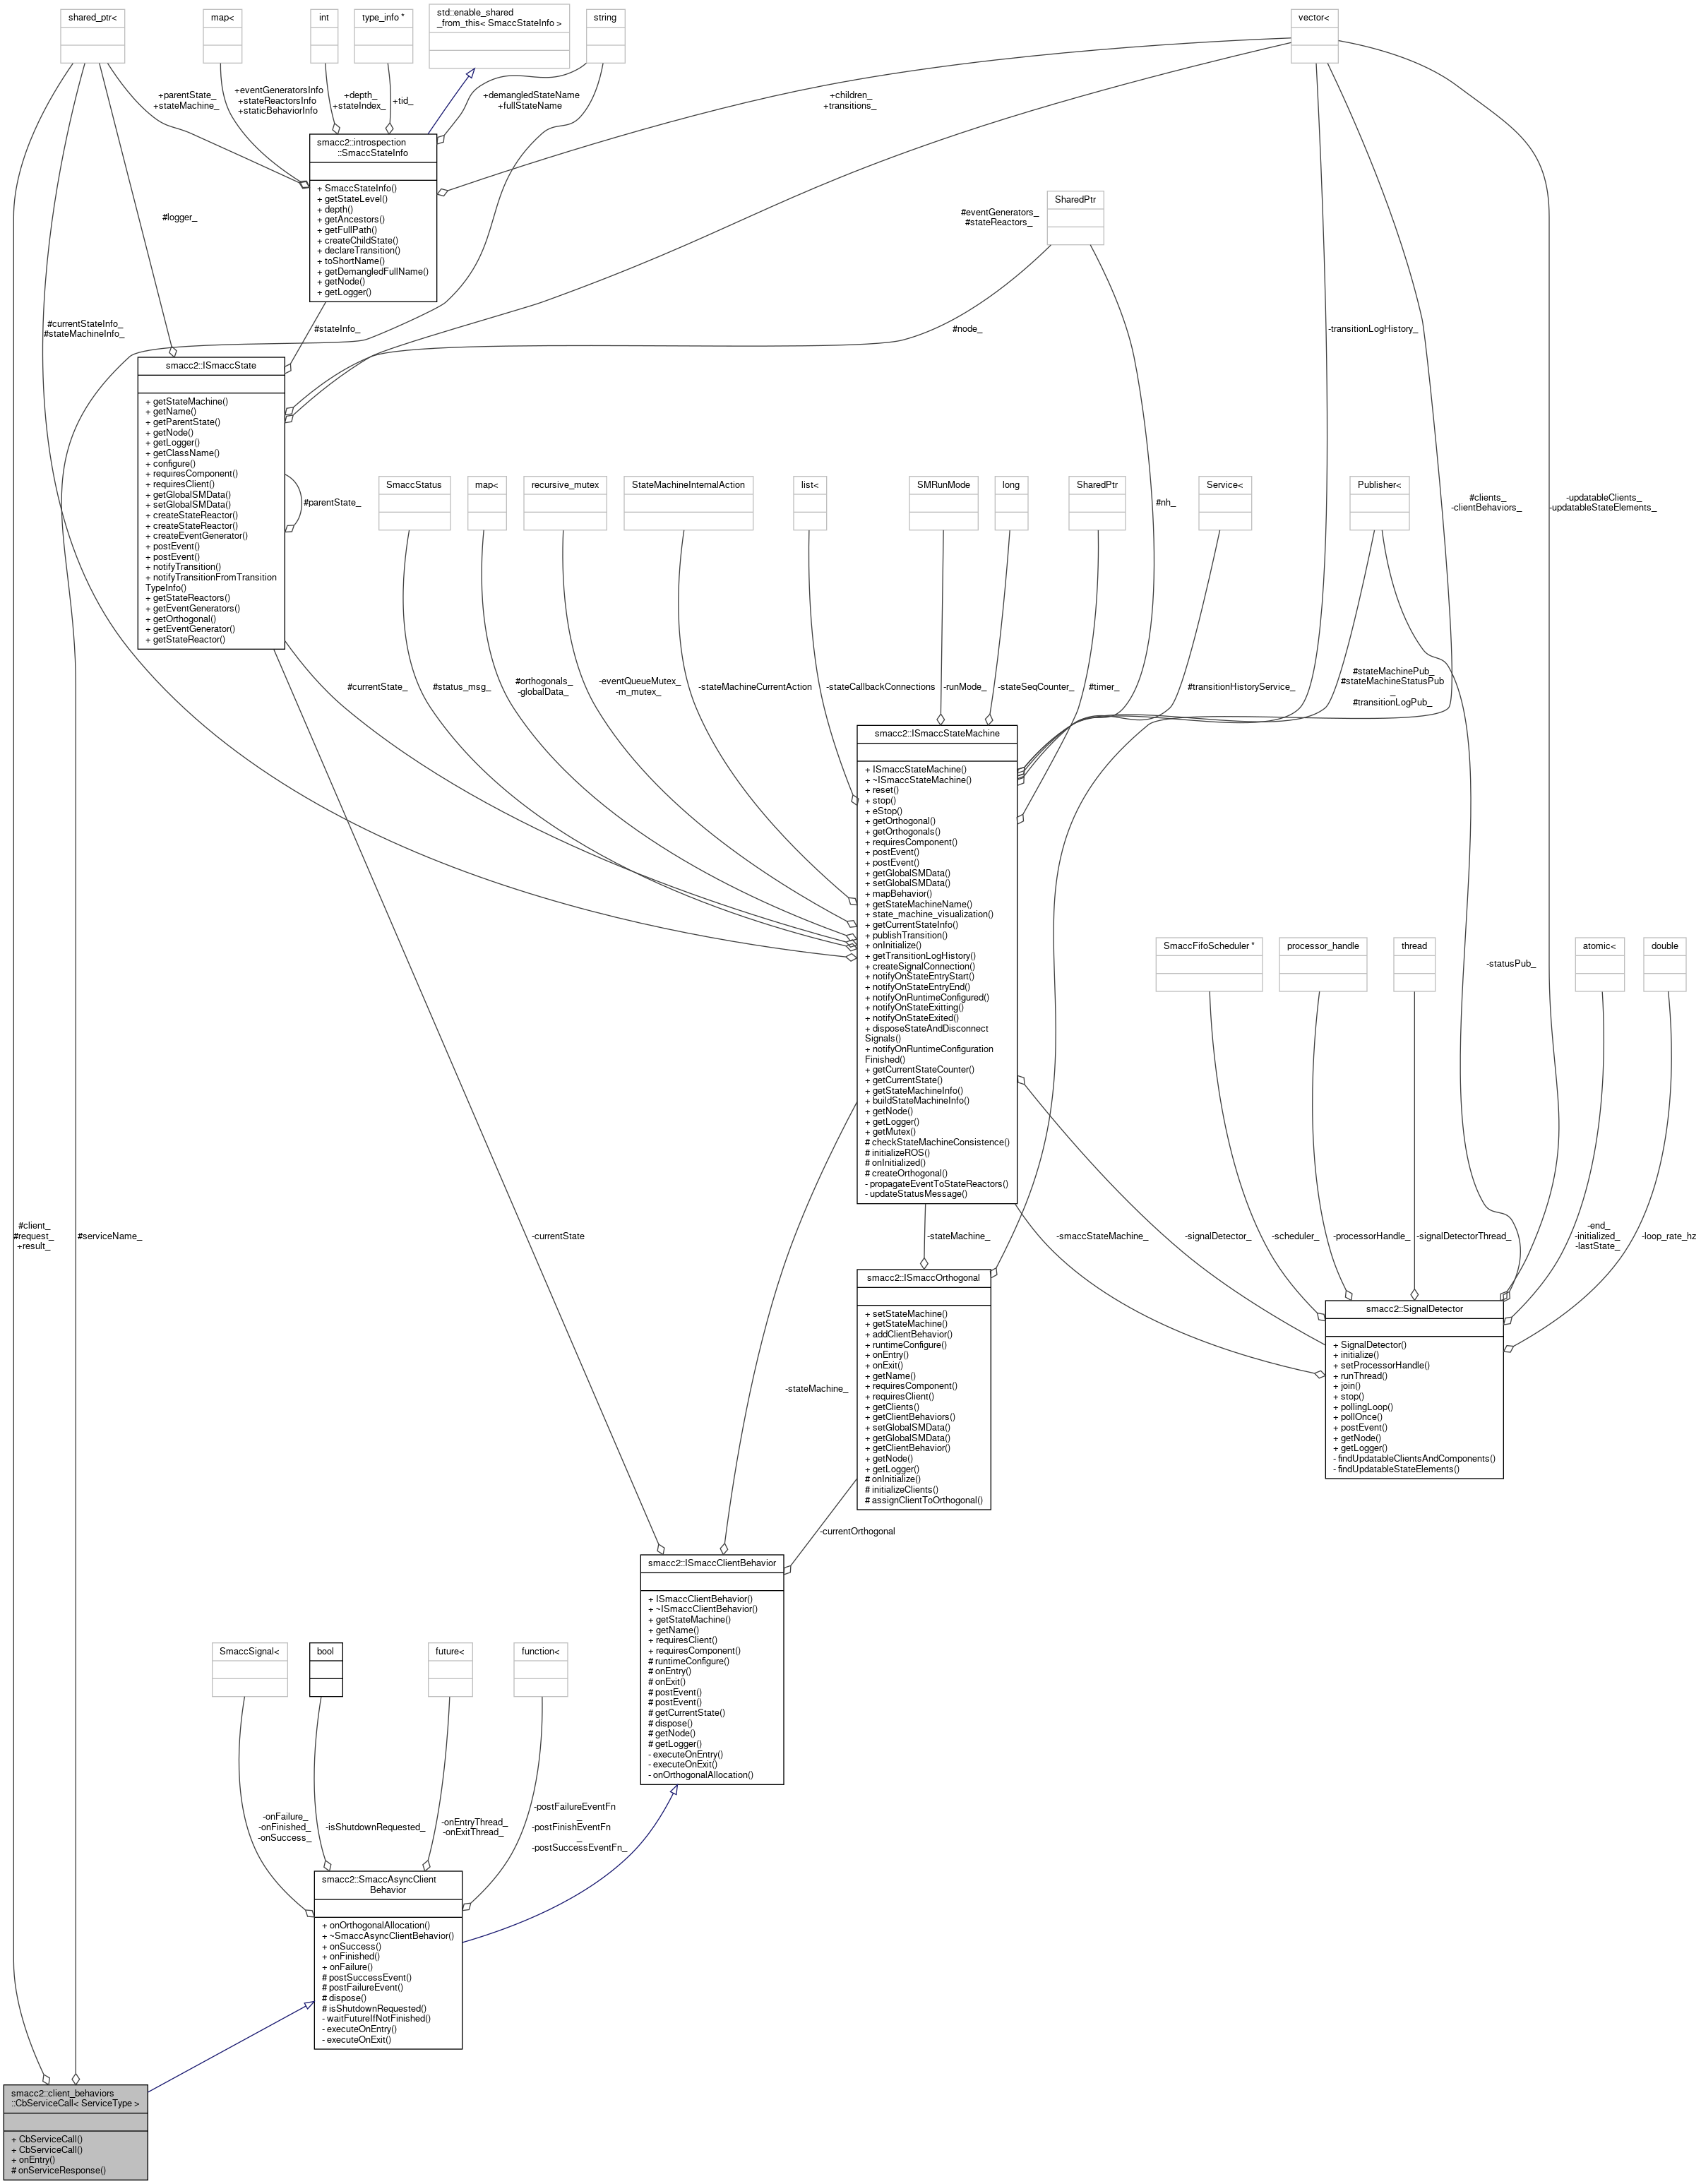 shared_ptr<
map<
int
type_info *
std::enable_shared
_from_this< SmaccStateInfo >
string
vector<
+parentState_
+stateMachine_
+eventGeneratorsInfo
+stateReactorsInfo
+staticBehaviorInfo
+depth_
+stateIndex_
+tid_
+demangledStateName
+fullStateName
+children_
+transitions_
smacc2::introspection
::SmaccStateInfo
+ SmaccStateInfo()
+ getStateLevel()
+ depth()
+ getAncestors()
+ getFullPath()
+ createChildState()
+ declareTransition()
+ toShortName()
+ getDemangledFullName()
+ getNode()
+ getLogger()
SharedPtr
#logger_
#eventGenerators_
#stateReactors_
#currentStateInfo_
#stateMachineInfo_
#stateInfo_
#node_
-transitionLogHistory_
smacc2::ISmaccState
+ getStateMachine()
+ getName()
+ getParentState()
+ getNode()
+ getLogger()
+ getClassName()
+ configure()
+ requiresComponent()
+ requiresClient()
+ getGlobalSMData()
+ setGlobalSMData()
+ createStateReactor()
+ createStateReactor()
+ createEventGenerator()
+ postEvent()
+ postEvent()
+ notifyTransition()
+ notifyTransitionFromTransition
TypeInfo()
+ getStateReactors()
+ getEventGenerators()
+ getOrthogonal()
+ getEventGenerator()
+ getStateReactor()
#parentState_
SmaccStatus
map<
recursive_mutex
StateMachineInternalAction
list<
SMRunMode
long
SharedPtr
#nh_
Service<
Publisher<
#clients_
-clientBehaviors_
-updatableClients_
-updatableStateElements_
#currentState_
#status_msg_
#orthogonals_
-globalData_
-eventQueueMutex_
-m_mutex_
-stateMachineCurrentAction
-stateCallbackConnections
-runMode_
-stateSeqCounter_
#timer_
#transitionHistoryService_
#stateMachinePub_
#stateMachineStatusPub
_
#transitionLogPub_
smacc2::ISmaccStateMachine
+ ISmaccStateMachine()
+ ~ISmaccStateMachine()
+ reset()
+ stop()
+ eStop()
+ getOrthogonal()
+ getOrthogonals()
+ requiresComponent()
+ postEvent()
+ postEvent()
+ getGlobalSMData()
+ setGlobalSMData()
+ mapBehavior()
+ getStateMachineName()
+ state_machine_visualization()
+ getCurrentStateInfo()
+ publishTransition()
+ onInitialize()
+ getTransitionLogHistory()
+ createSignalConnection()
+ notifyOnStateEntryStart()
+ notifyOnStateEntryEnd()
+ notifyOnRuntimeConfigured()
+ notifyOnStateExitting()
+ notifyOnStateExited()
+ disposeStateAndDisconnect
Signals()
+ notifyOnRuntimeConfiguration
Finished()
+ getCurrentStateCounter()
+ getCurrentState()
+ getStateMachineInfo()
+ buildStateMachineInfo()
+ getNode()
+ getLogger()
+ getMutex()
# checkStateMachineConsistence()
# initializeROS()
# onInitialized()
# createOrthogonal()
- propagateEventToStateReactors()
- updateStatusMessage()
SmaccFifoScheduler *
processor_handle
thread
-statusPub_
atomic<
double
#client_
#request_
+result_
#serviceName_
-currentState
-stateMachine_
-smaccStateMachine_
-signalDetector_
-scheduler_
-processorHandle_
-signalDetectorThread_
-end_
-initialized_
-lastState_
-loop_rate_hz
smacc2::ISmaccOrthogonal
+ setStateMachine()
+ getStateMachine()
+ addClientBehavior()
+ runtimeConfigure()
+ onEntry()
+ onExit()
+ getName()
+ requiresComponent()
+ requiresClient()
+ getClients()
+ getClientBehaviors()
+ setGlobalSMData()
+ getGlobalSMData()
+ getClientBehavior()
+ getNode()
+ getLogger()
# onInitialize()
# initializeClients()
# assignClientToOrthogonal()
smacc2::SignalDetector
+ SignalDetector()
+ initialize()
+ setProcessorHandle()
+ runThread()
+ join()
+ stop()
+ pollingLoop()
+ pollOnce()
+ postEvent()
+ getNode()
+ getLogger()
- findUpdatableClientsAndComponents()
- findUpdatableStateElements()
-stateMachine_
-currentOrthogonal
smacc2::ISmaccClientBehavior
+ ISmaccClientBehavior()
+ ~ISmaccClientBehavior()
+ getStateMachine()
+ getName()
+ requiresClient()
+ requiresComponent()
# runtimeConfigure()
# onEntry()
# onExit()
# postEvent()
# postEvent()
# getCurrentState()
# dispose()
# getNode()
# getLogger()
- executeOnEntry()
- executeOnExit()
- onOrthogonalAllocation()
SmaccSignal<
bool
future<
function<
-onFailure_
-onFinished_
-onSuccess_
-isShutdownRequested_
-onEntryThread_
-onExitThread_
-postFailureEventFn
_
-postFinishEventFn
_
-postSuccessEventFn_
smacc2::SmaccAsyncClient
Behavior
+ onOrthogonalAllocation()
+ ~SmaccAsyncClientBehavior()
+ onSuccess()
+ onFinished()
+ onFailure()
# postSuccessEvent()
# postFailureEvent()
# dispose()
# isShutdownRequested()
- waitFutureIfNotFinished()
- executeOnEntry()
- executeOnExit()
smacc2::client_behaviors
::CbServiceCall< ServiceType >
+ CbServiceCall()
+ CbServiceCall()
+ onEntry()
# onServiceResponse()